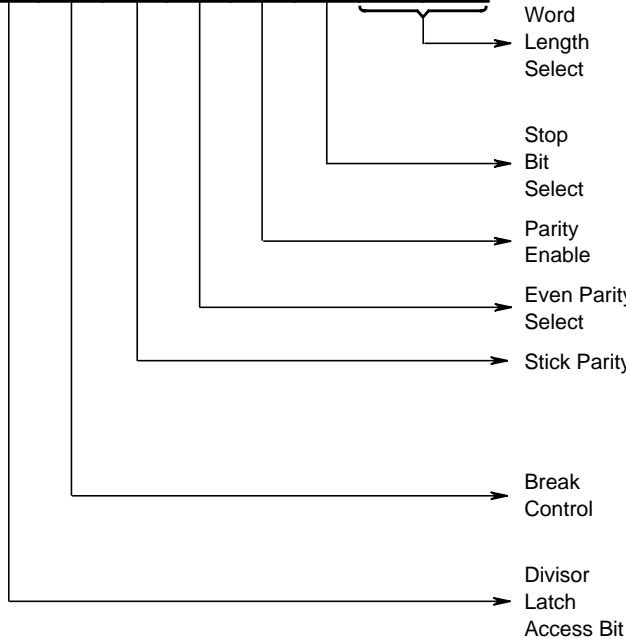 Word
Length
Select
Stop
Bit
Select
Parity
Enable
Even Parity
Select
Stick Parity
Break
Control
Divisor
Latch
Access Bit